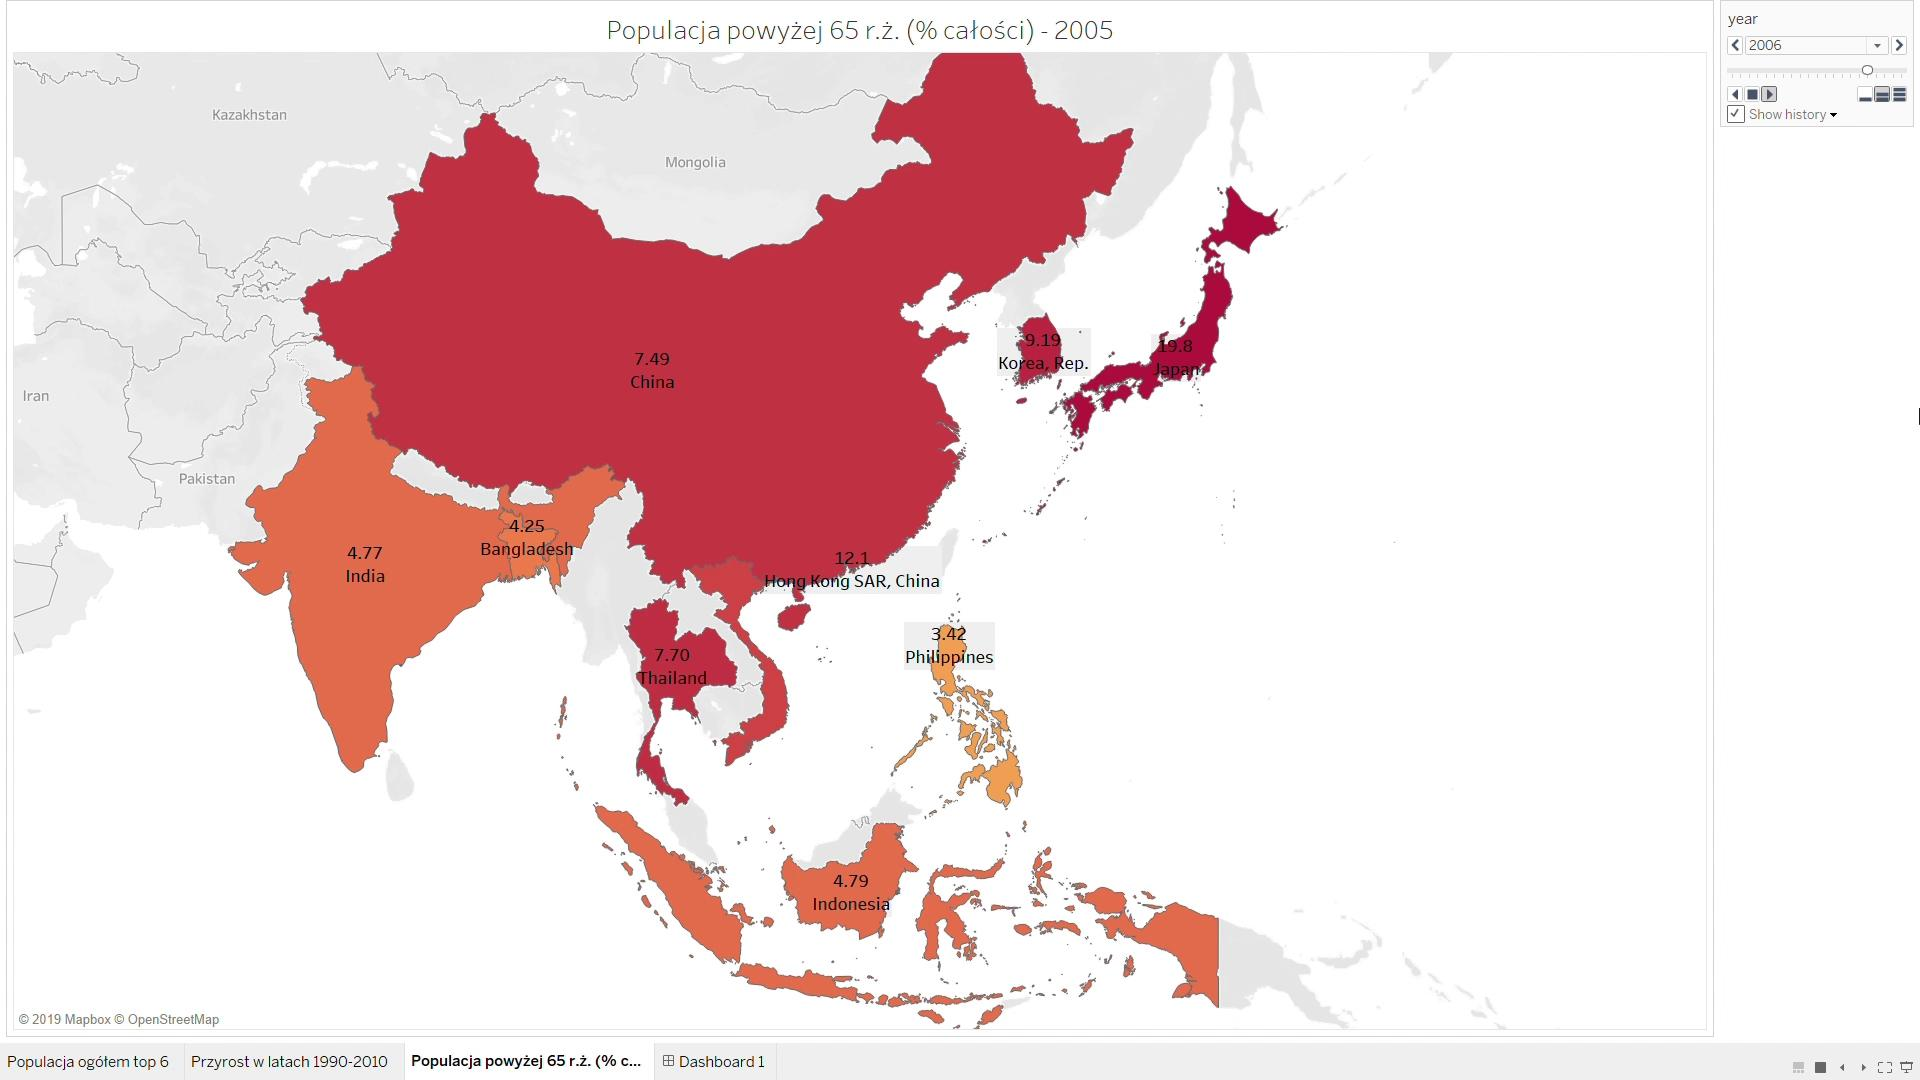 Populacja powyżej 65 r.ż. (% całości) - 2005
year
2006
Show history
Kazakhstan
Mongolia
9.19
Korea, Rep.
19.8
Japan
7.49
China
Iran
Pakistan
4.25
Bangladesh
4.77
India
12.1
Hong Kong SAR, China
3.42
Philippines
7.70
Thailand
4.79
Indonesia
© 2019 Mapbox © OpenStreetMap
Populacja ogółem top 6
Przyrost w latach 1990-2010
Populacja powyżej 65 r.ż. (% c...
Dashboard 1